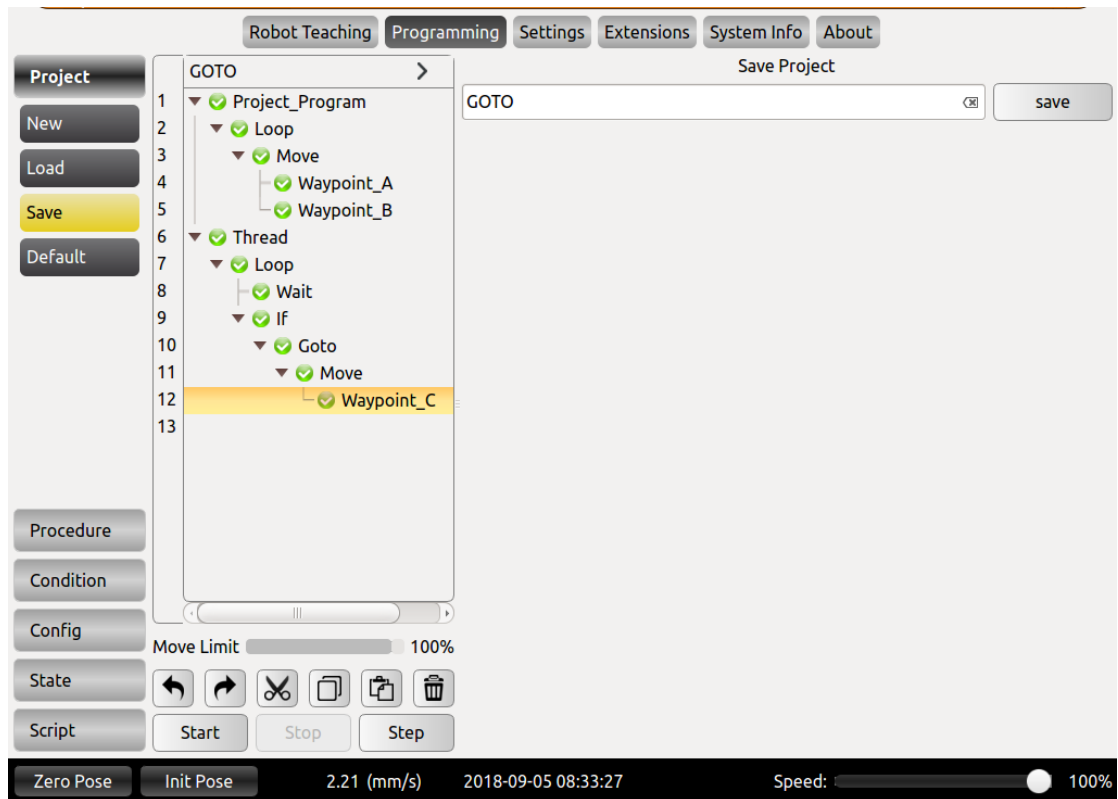 Robot Teaching Programming Settings Extensions System Info About
Project
New
Load
Save
Default
Procedure
Condition
Config
State
Script
GOTO
1 Project_Program
2 Loop
3 Move
4 Waypoint_A
5 Waypoint_B
6 Thread
7 Loop
8 Wait
9 If
10 Goto
11 Move
12 Waypoint_C
13
Move Limit 100%
Start Stop Step
Save Project
GOTO save
Zero Pose Init Pose 2.21 (mm/s) 2018-09-05 08:33:27 Speed: 100%